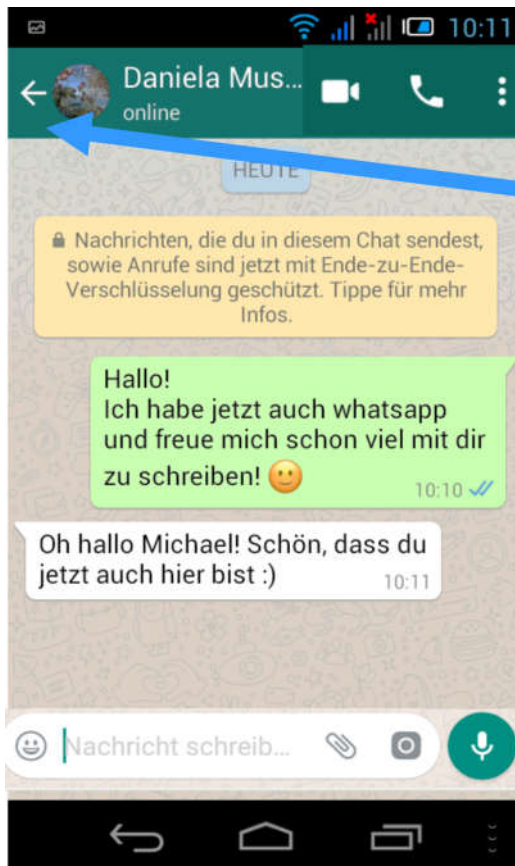 10:11
Daniela Mus...
online
HEUTE
Nachrichten, die du in diesem Chat sendest,
sowie Anrufe sind jetzt mit Ende-zu-Ende-
Verschlüsselung geschützt. Tippe für mehr
Infos.
Hallo!
Ich habe jetzt auch whatsapp
und freue mich schon viel mit dir
zu schreiben! 🙂
10:10
Oh hallo Michael! Schön, dass du
jetzt auch hier bist :)
10:11
Nachricht schreib...